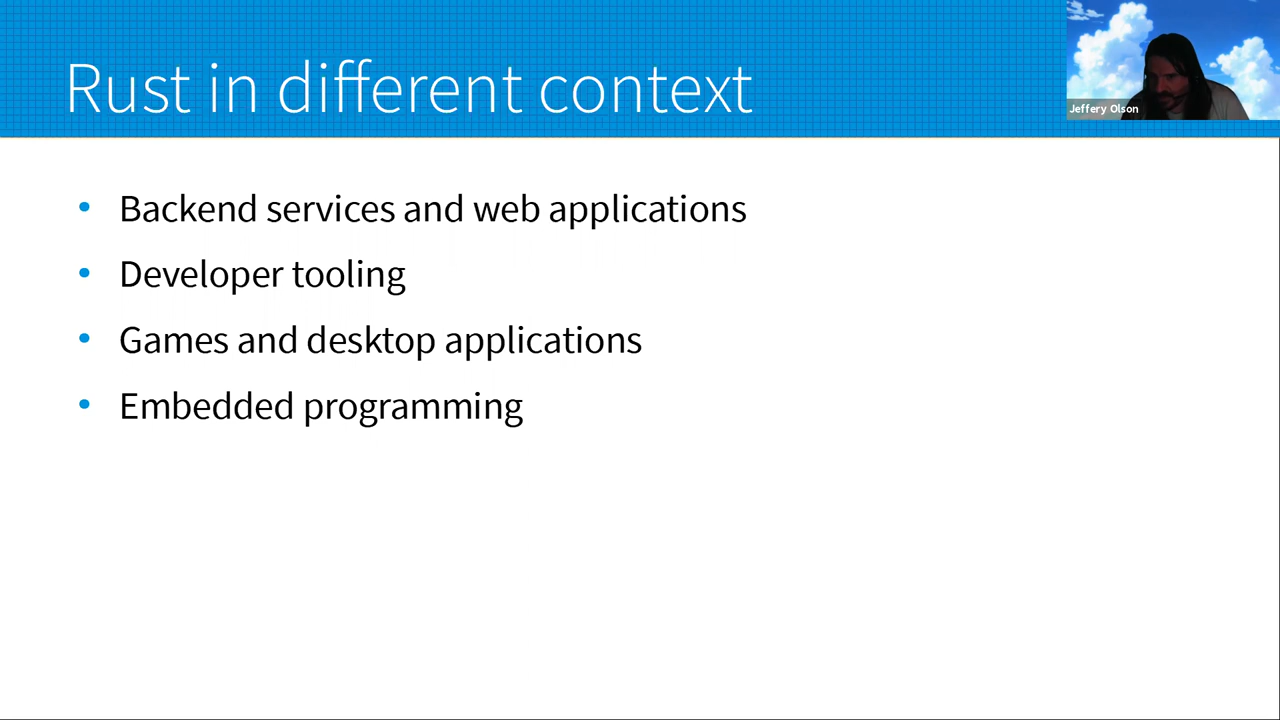 Rust in different context
Jeffery Olson
Backend services and web applications
Developer tooling
Games and desktop applications
Embedded programming